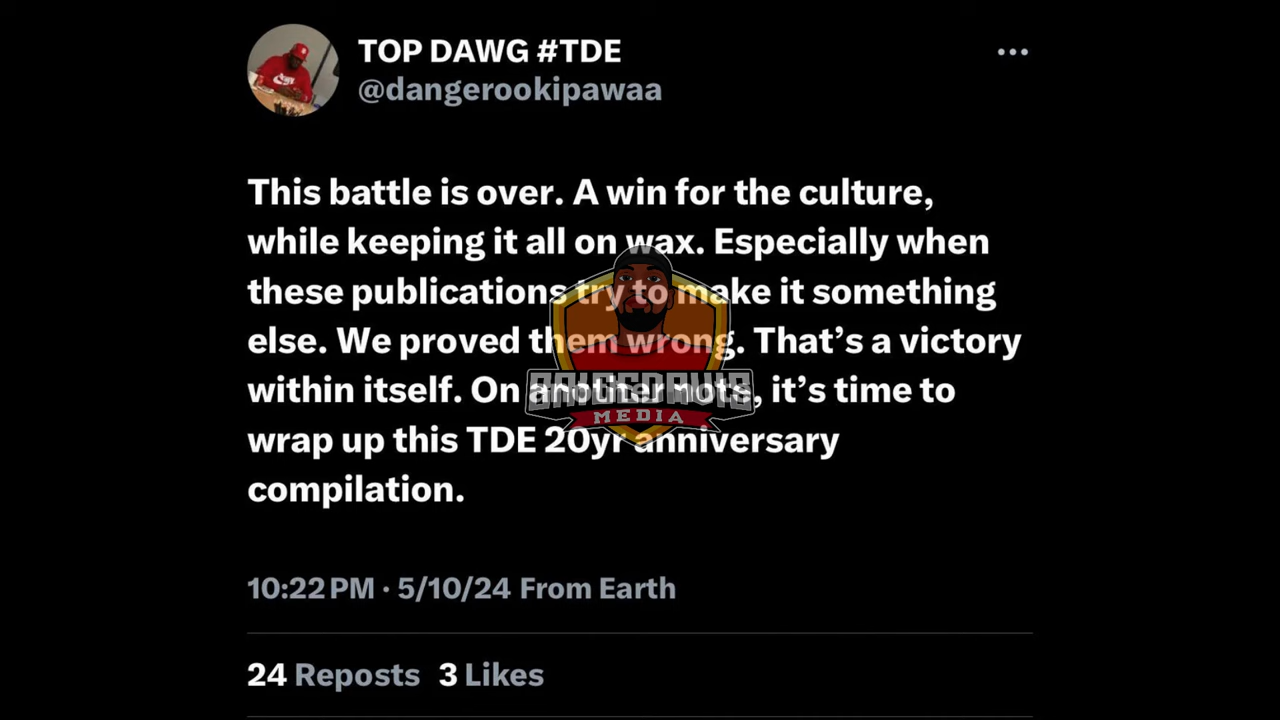 TOP DAWG #TDE
@dangerookipawaa
This battle is over. A win for the culture,
while keeping it all on wax. Especially when
these publications try to make it something
else. We proved them wrong. That's a victory
within itself. On another note, it's time to
wrap up this TDE 20yr anniversary
compilation.
MEDIA
10:22 PM · 5/10/24 From Earth
24 Reposts 3 Likes